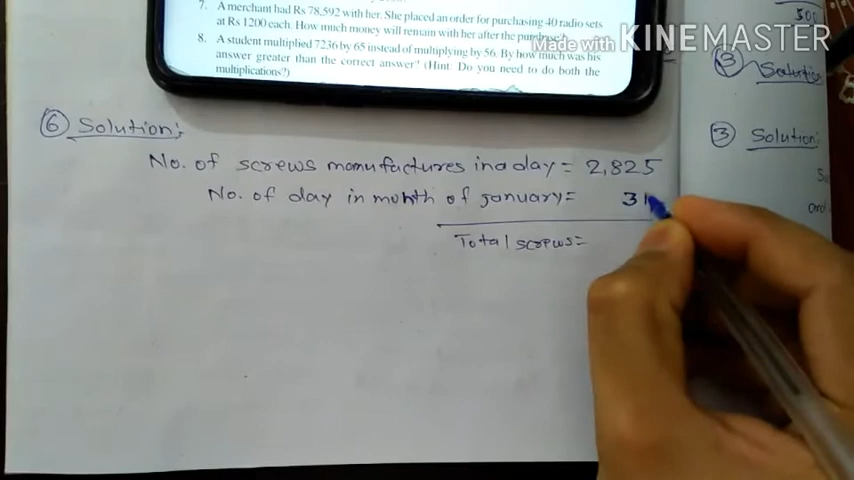 7. A merchant had Rs 78,592 with her. She placed an order for purchasing 40 radio sets
at Rs 1200 each. How much money will remain with her after the purchase?
8. A student multiplied 7236 by 65 instead of multiplying by 56. By how much was his
answer greater than the correct answer? (Hint: Do you need to do both the
multiplications?)
Made with KINEMASTER
⑥ Solution:
No. of screws manufactures in a day = 2,825
No. of day in month of january = 31
Total screws =
③
Solution
③ Solution:
and